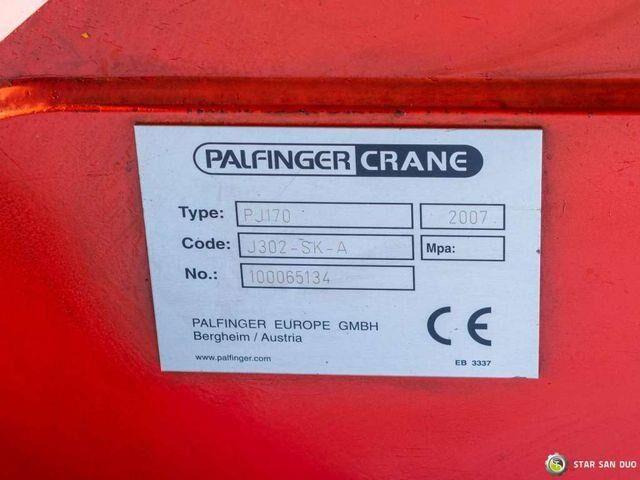 PALFINGER CRANE
Type: PJ170 2007
Code: J302-SK-A Mpa:
No.: 100065134
PALFINGER EUROPE GMBH
Bergheim / Austria
www.palfinger.com
CE
EB 3337
STAR SAN DUO